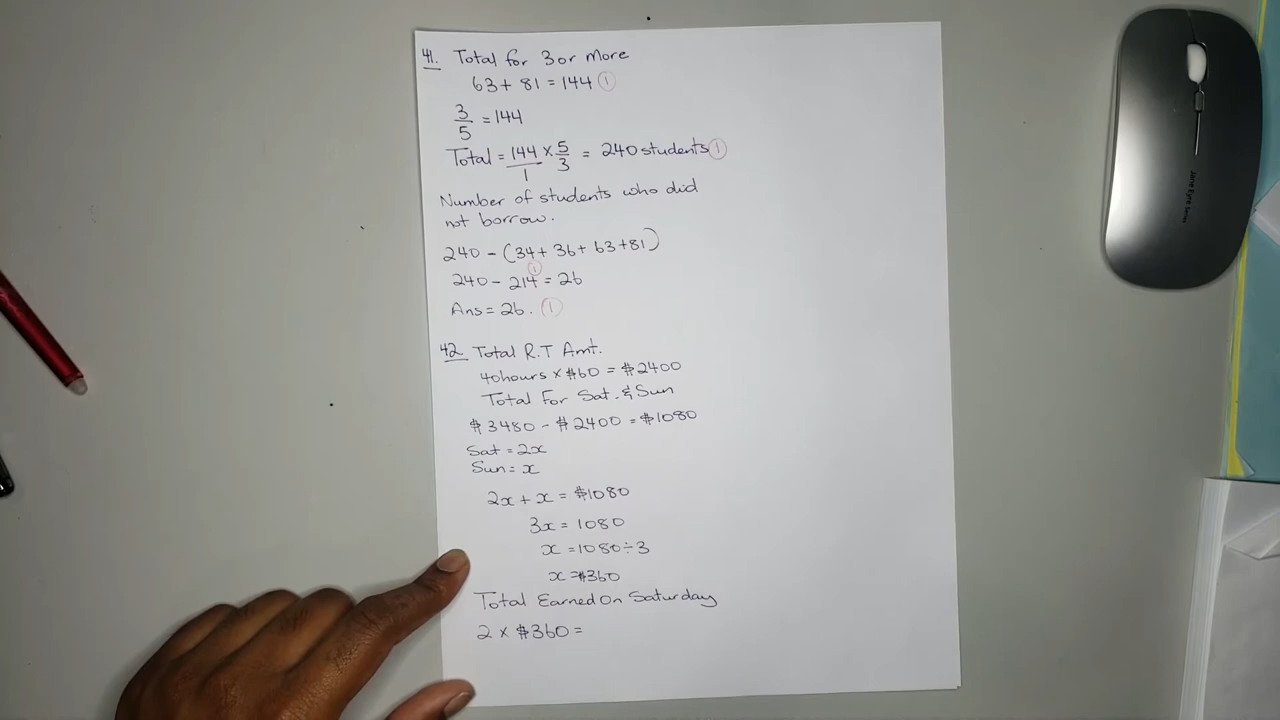 41. Total for 3 or More
63 + 81 = 144 ①
3/5 = 144
Total = 144/1 × 5/3 = 240 students ①
Number of students who did
not borrow.
240 - (34 + 36 + 63 + 81)
①
240 - 214 = 26
Ans = 26. ①
42. Total R.T Amt.
40hours × $60 = $2400
Total For Sat. & Sun
$3480 - $2400 = $1080
Sat = 2x
Sun = x
2x + x = $1080
3x = 1080
x = 1080 ÷ 3
x = $360
Total Earned On Saturday
2 × $360 =